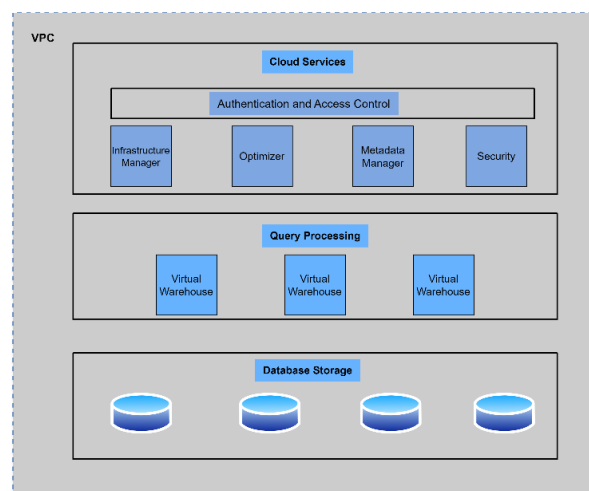 VPC
Cloud Services
Authentication and Access Control
Infrastructure
Manager
Optimizer
Metadata
Manager
Security
Query Processing
Virtual
Warehouse
Virtual
Warehouse
Virtual
Warehouse
Database Storage